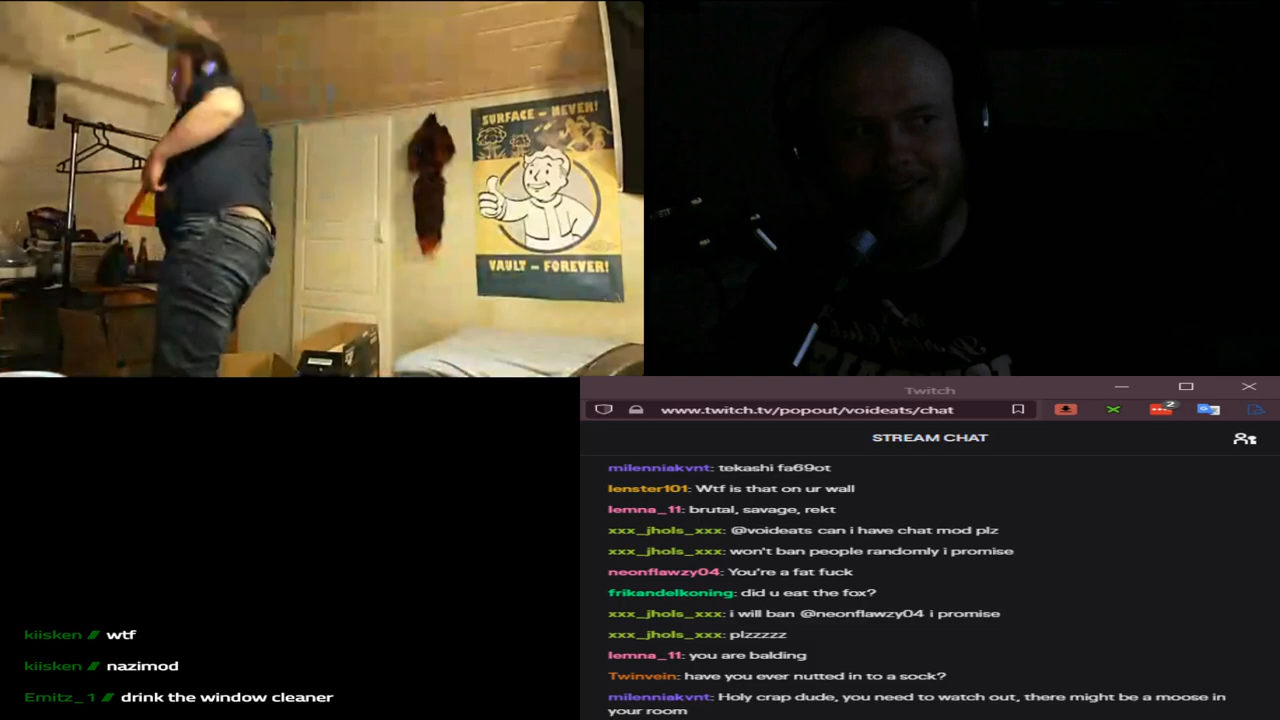 SURFACE – NEVER!
VAULT – FOREVER!
Twitch
www.twitch.tv/popout/voideats/chat
2
STREAM CHAT
milenniakvnt: tekashi fa69ot
lenster101: Wtf is that on ur wall
lemna_11: brutal, savage, rekt
xxx_jhols_xxx: @voideats can i have chat mod plz
xxx_jhols_xxx: won't ban people randomly i promise
neonflawzy04: You're a fat fuck
frikandelkoning: did u eat the fox?
xxx_jhols_xxx: i will ban @neonflawzy04 i promise
xxx_jhols_xxx: plzzzzz
lemna_11: you are balding
Twinvein: have you ever nutted in to a sock?
milenniakvnt: Holy crap dude, you need to watch out, there might be a moose in
your room
kiisken // wtf
kiisken // nazimod
Emitz_1 // drink the window cleaner